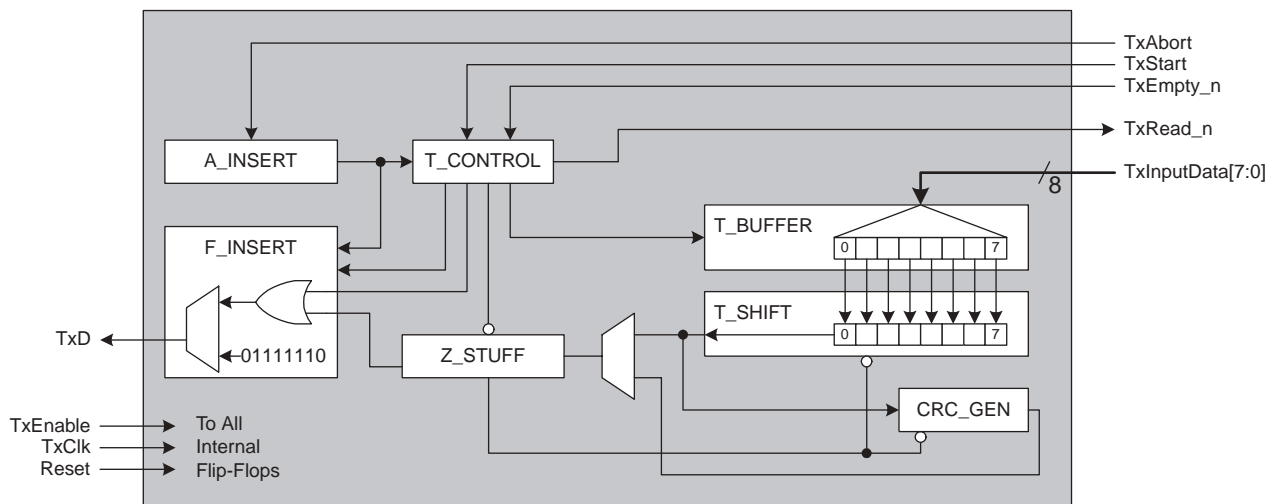 TxAbort
TxStart
TxEmpty_n
TxRead_n
TxInputData[7:0]
8
A_INSERT
T_CONTROL
T_BUFFER
0
7
F_INSERT
T_SHIFT
0
7
TxD
01111110
Z_STUFF
CRC_GEN
TxEnable
TxClk
Reset
To All
Internal
Flip-Flops